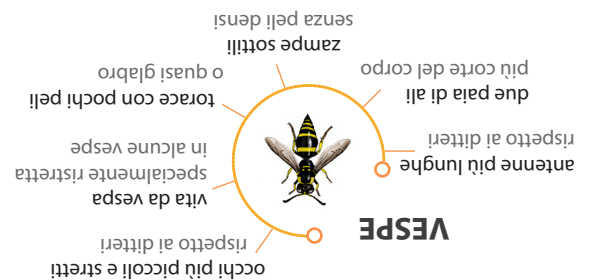 VESPE
antenne più lunghe
rispetto ai ditteri
due paia di ali
più corte del corpo
occhi più piccoli e stretti
rispetto ai ditteri
vita da vespa
specialmente ristretta
in alcune vespe
torace con pochi peli
o quasi glabro
zampe sottili
senza peli densi